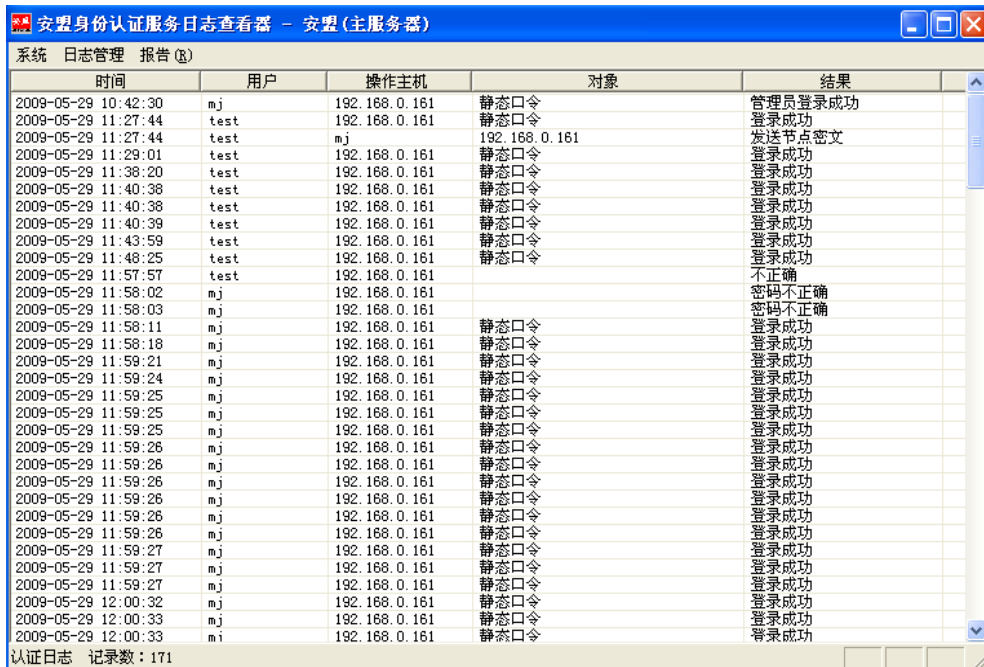 安盟身份认证服务日志查看器 - 安盟(主服务器)
系统 日志管理 报告(R)
时间 用户 操作主机 对象 结果
2009-05-29 10:42:30 mj 192.168.0.161 静态口令 管理员登录成功
2009-05-29 11:27:44 test 192.168.0.161 静态口令 登录成功
2009-05-29 11:27:44 test mj 192.168.0.161 发送节点密文
2009-05-29 11:29:01 test 192.168.0.161 静态口令 登录成功
2009-05-29 11:38:20 test 192.168.0.161 静态口令 登录成功
2009-05-29 11:40:38 test 192.168.0.161 静态口令 登录成功
2009-05-29 11:40:38 test 192.168.0.161 静态口令 登录成功
2009-05-29 11:40:39 test 192.168.0.161 静态口令 登录成功
2009-05-29 11:43:59 test 192.168.0.161 静态口令 登录成功
2009-05-29 11:48:25 test 192.168.0.161 静态口令 登录成功
2009-05-29 11:57:57 test 192.168.0.161 不正确
2009-05-29 11:58:02 mj 192.168.0.161 密码不正确
2009-05-29 11:58:03 mj 192.168.0.161 密码不正确
2009-05-29 11:58:11 mj 192.168.0.161 静态口令 登录成功
2009-05-29 11:58:18 mj 192.168.0.161 静态口令 登录成功
2009-05-29 11:59:21 mj 192.168.0.161 静态口令 登录成功
2009-05-29 11:59:24 mj 192.168.0.161 静态口令 登录成功
2009-05-29 11:59:25 mj 192.168.0.161 静态口令 登录成功
2009-05-29 11:59:25 mj 192.168.0.161 静态口令 登录成功
2009-05-29 11:59:25 mj 192.168.0.161 静态口令 登录成功
2009-05-29 11:59:26 mj 192.168.0.161 静态口令 登录成功
2009-05-29 11:59:26 mj 192.168.0.161 静态口令 登录成功
2009-05-29 11:59:26 mj 192.168.0.161 静态口令 登录成功
2009-05-29 11:59:26 mj 192.168.0.161 静态口令 登录成功
2009-05-29 11:59:26 mj 192.168.0.161 静态口令 登录成功
2009-05-29 11:59:26 mj 192.168.0.161 静态口令 登录成功
2009-05-29 11:59:27 mj 192.168.0.161 静态口令 登录成功
2009-05-29 11:59:27 mj 192.168.0.161 静态口令 登录成功
2009-05-29 11:59:27 mj 192.168.0.161 静态口令 登录成功
2009-05-29 12:00:32 mj 192.168.0.161 静态口令 登录成功
2009-05-29 12:00:33 mj 192.168.0.161 静态口令 登录成功
2009-05-29 12:00:33 mj 192.168.0.161 静态口令 登录成功
认证日志 记录数:171